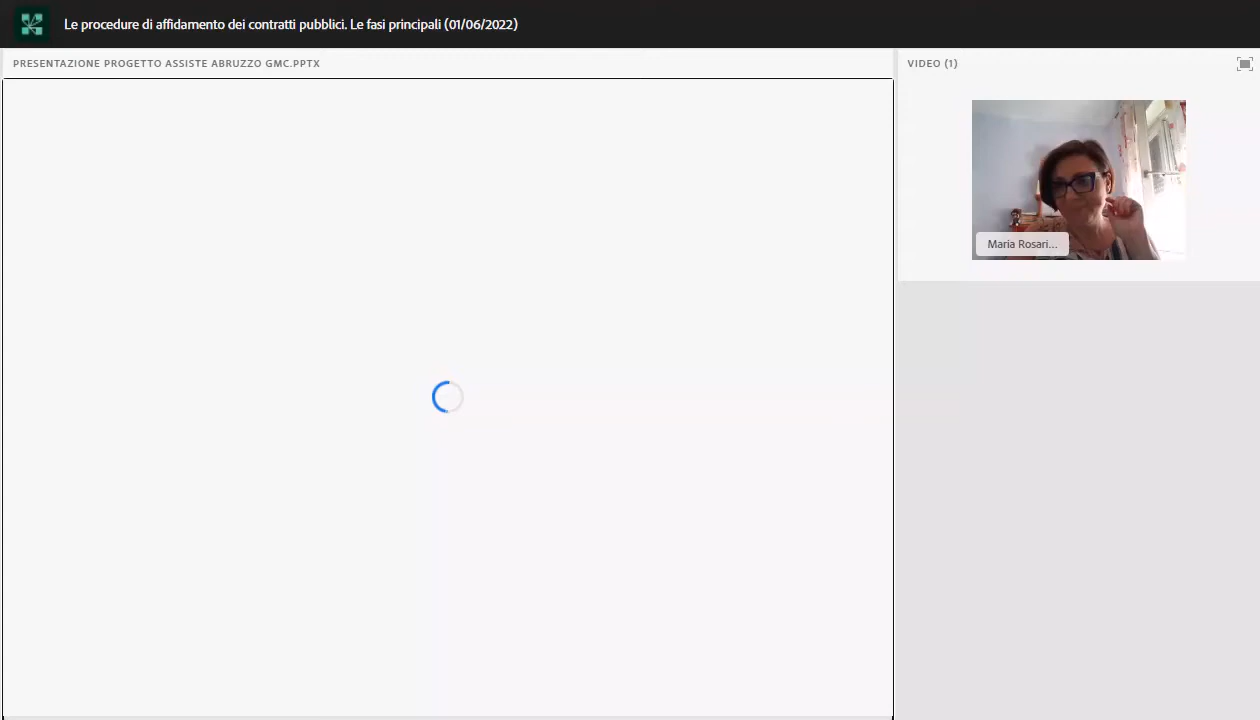 Le procedure di affidamento dei contratti pubblici. Le fasi principali (01/06/2022)
PRESENTAZIONE PROGETTO ASSISTE ABRUZZO GMC.PPTX
VIDEO (1)
Maria Rosari...